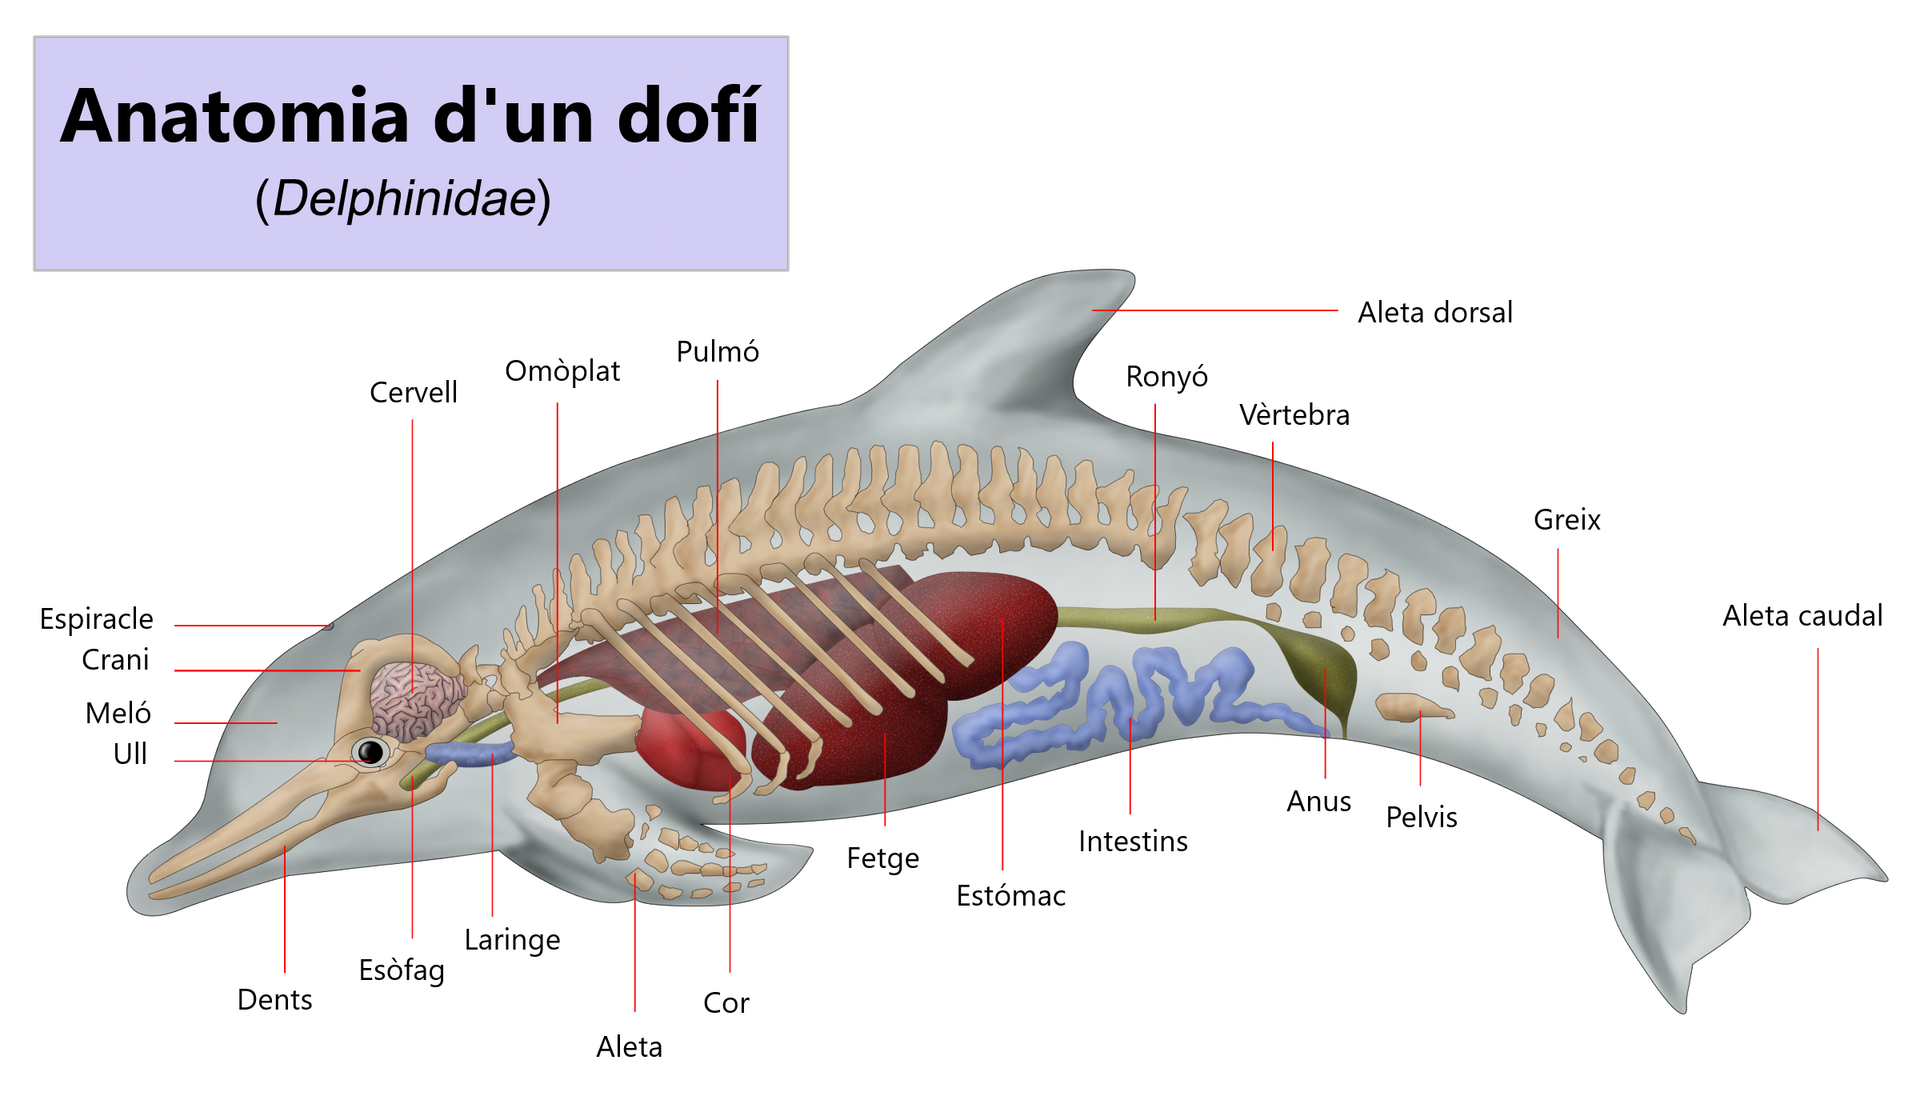 Anatomia d'un dofí
(Delphinidae)
Aleta dorsal
Pulmó
Omòplat
Ronyó
Cervell
Vèrtebra
Greix
Espiracle
Aleta caudal
Crani
Meló
Ull
Anus
Pelvis
Intestins
Fetge
Estómac
Laringe
Esòfag
Dents
Cor
Aleta